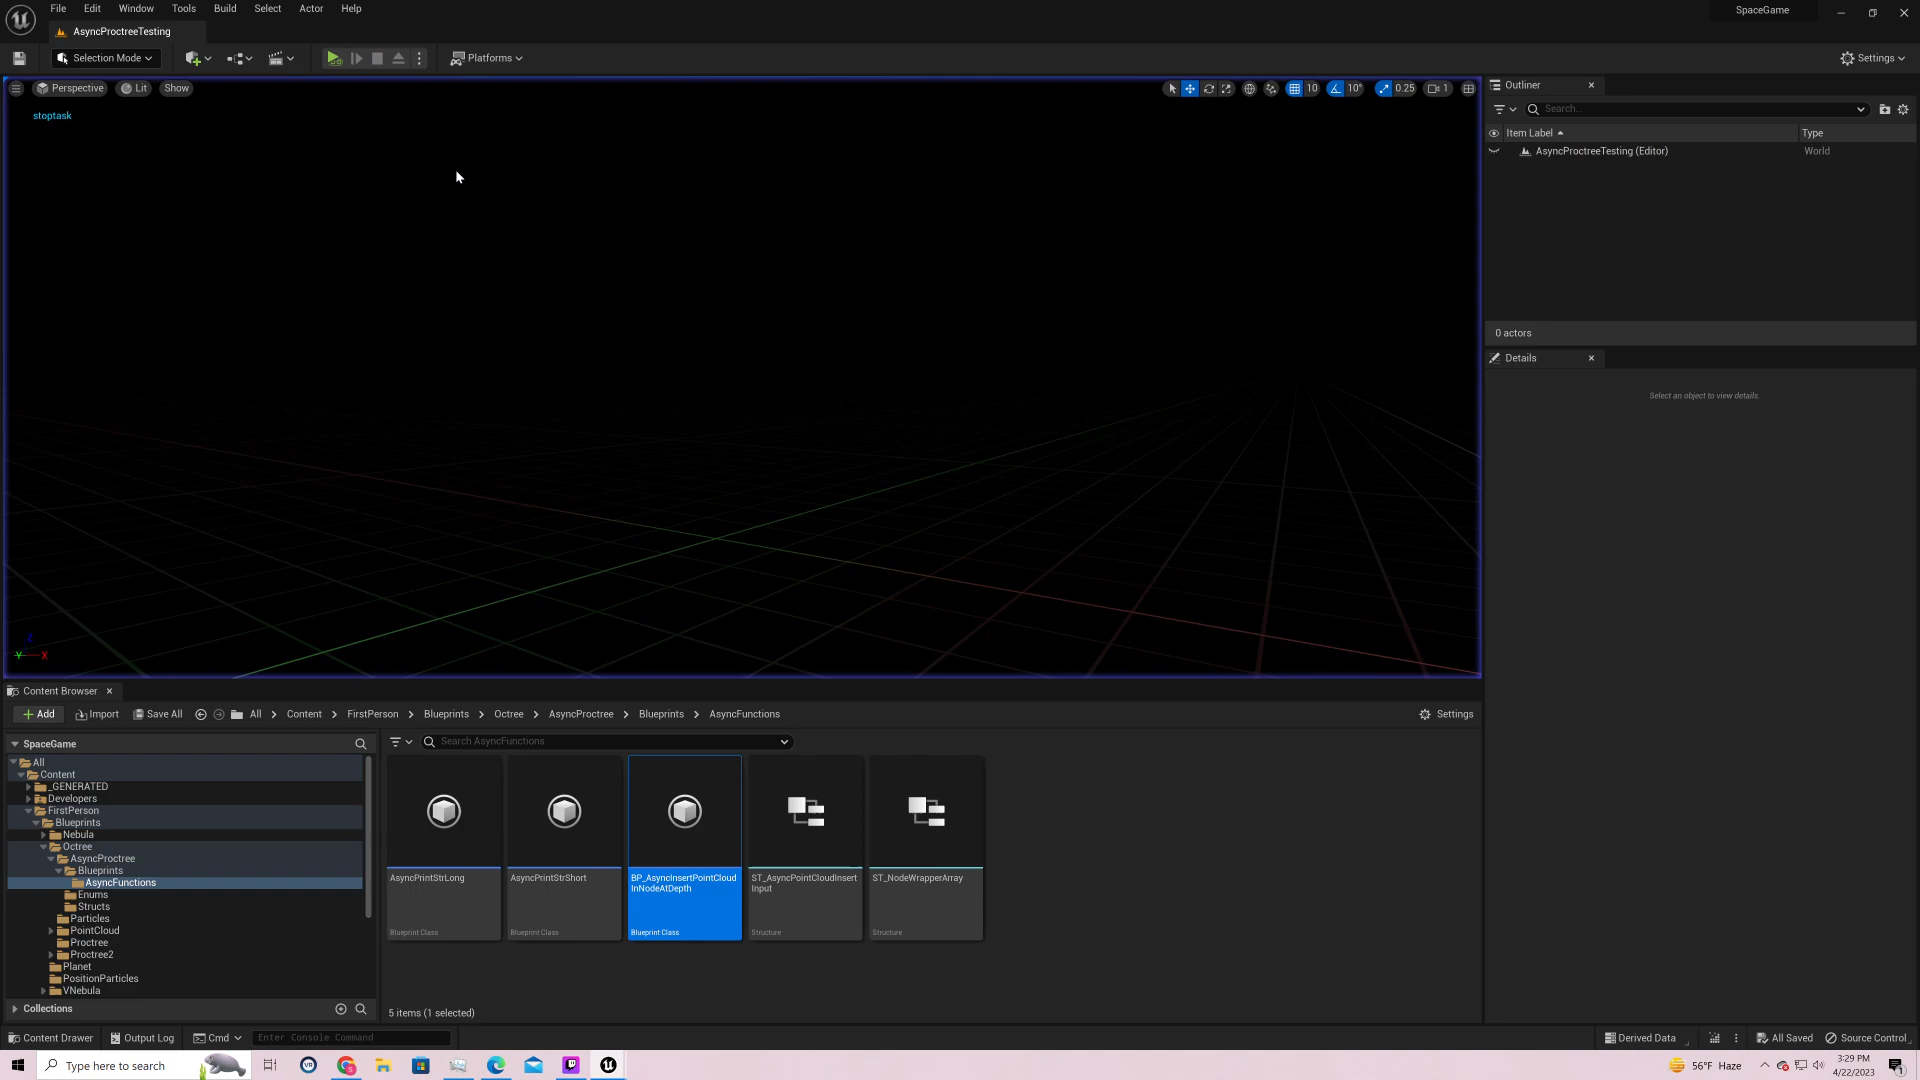 File Edit Window Tools Build Select Actor Help
SpaceGame
AsyncProctreeTesting
Selection Mode
Platforms
Settings
Perspective Lit Show
10 10° 0.25 1
stoptask
Outliner
Search...
Item Label Type
AsyncProctreeTesting (Editor) World
0 actors
Details
Select an object to view details.
Z
Y X
Content Browser
Add Import Save All All > Content > FirstPerson > Blueprints > Octree > AsyncProctree > Blueprints > AsyncFunctions Settings
SpaceGame
Search AsyncFunctions
All
Content
_GENERATED
Developers
FirstPerson
Blueprints
Nebula
Octree
AsyncProctree
Blueprints
AsyncFunctions
Enums
Structs
Particles
PointCloud
Proctree
Proctree2
Planet
PositionParticles
VNebula
Collections
AsyncPrintStrLong
Blueprint Class
AsyncPrintStrShort
Blueprint Class
BP_AsyncInsertPointCloud
InNodeAtDepth
Blueprint Class
ST_AsyncPointCloudInsert
Input
Structure
ST_NodeWrapperArray
Structure
5 items (1 selected)
Content Drawer Output Log Cmd Enter Console Command
Derived Data All Saved Source Control
Type here to search
56°F Haze
3:29 PM
4/22/2023
1